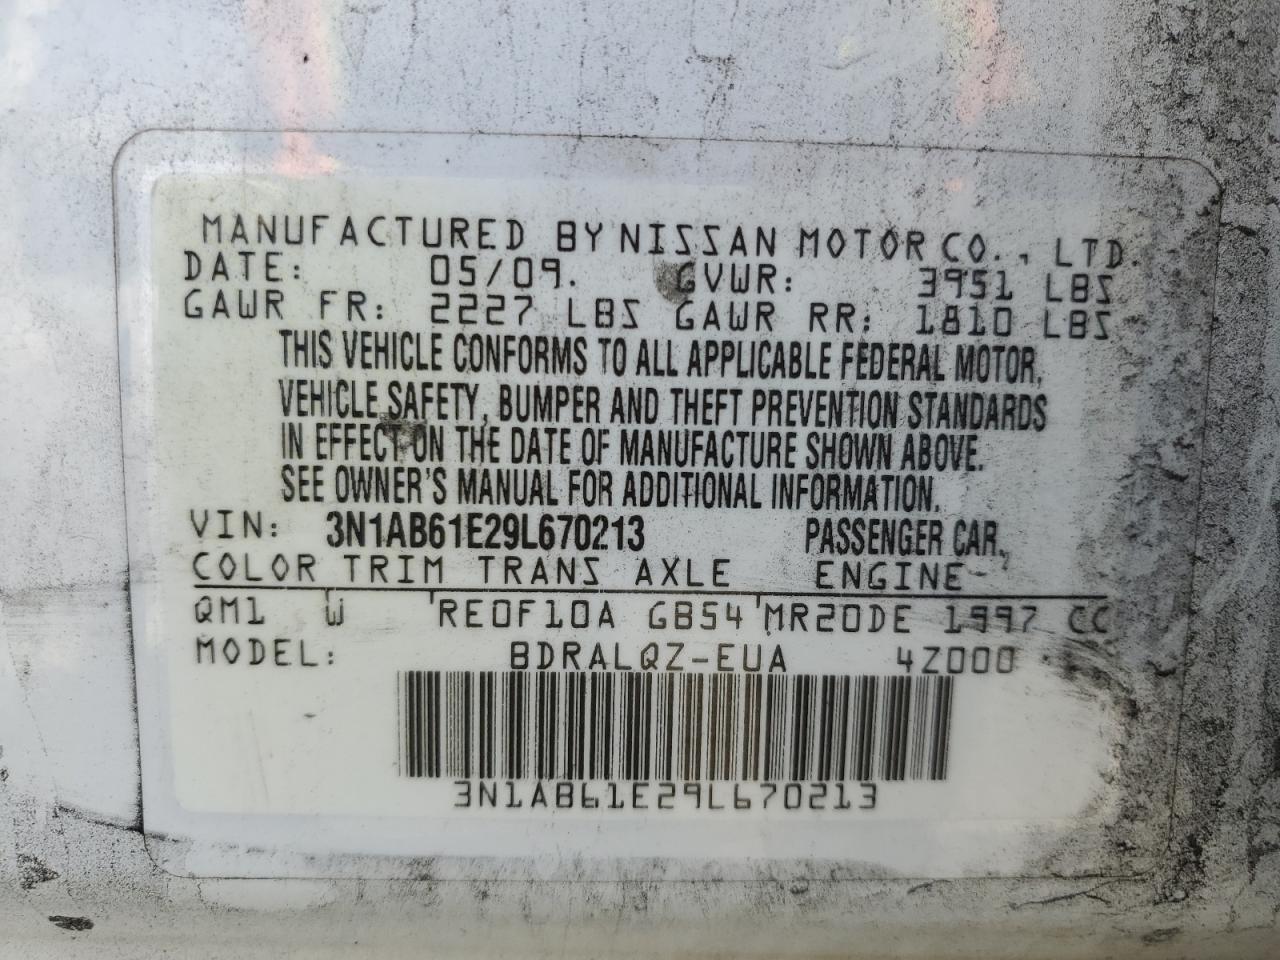 MANUFACTURED BY NISSAN MOTOR CO., LTD.
DATE: 05/09. GVWR: 3951 LBS
GAWR FR: 2227 LBS GAWR RR: 1810 LBS
THIS VEHICLE CONFORMS TO ALL APPLICABLE FEDERAL MOTOR,
VEHICLE SAFETY, BUMPER AND THEFT PREVENTION STANDARDS
IN EFFECT ON THE DATE OF MANUFACTURE SHOWN ABOVE.
SEE OWNER'S MANUAL FOR ADDITIONAL INFORMATION.
VIN: 3N1AB61E29L670213 PASSENGER CAR.
COLOR TRIM TRANS AXLE ENGINE
QM1 W RE0F10A GB54 MR20DE 1997 CC
MODEL: BDRALQZ-EUA 4Z000
3N1AB61E29L670213